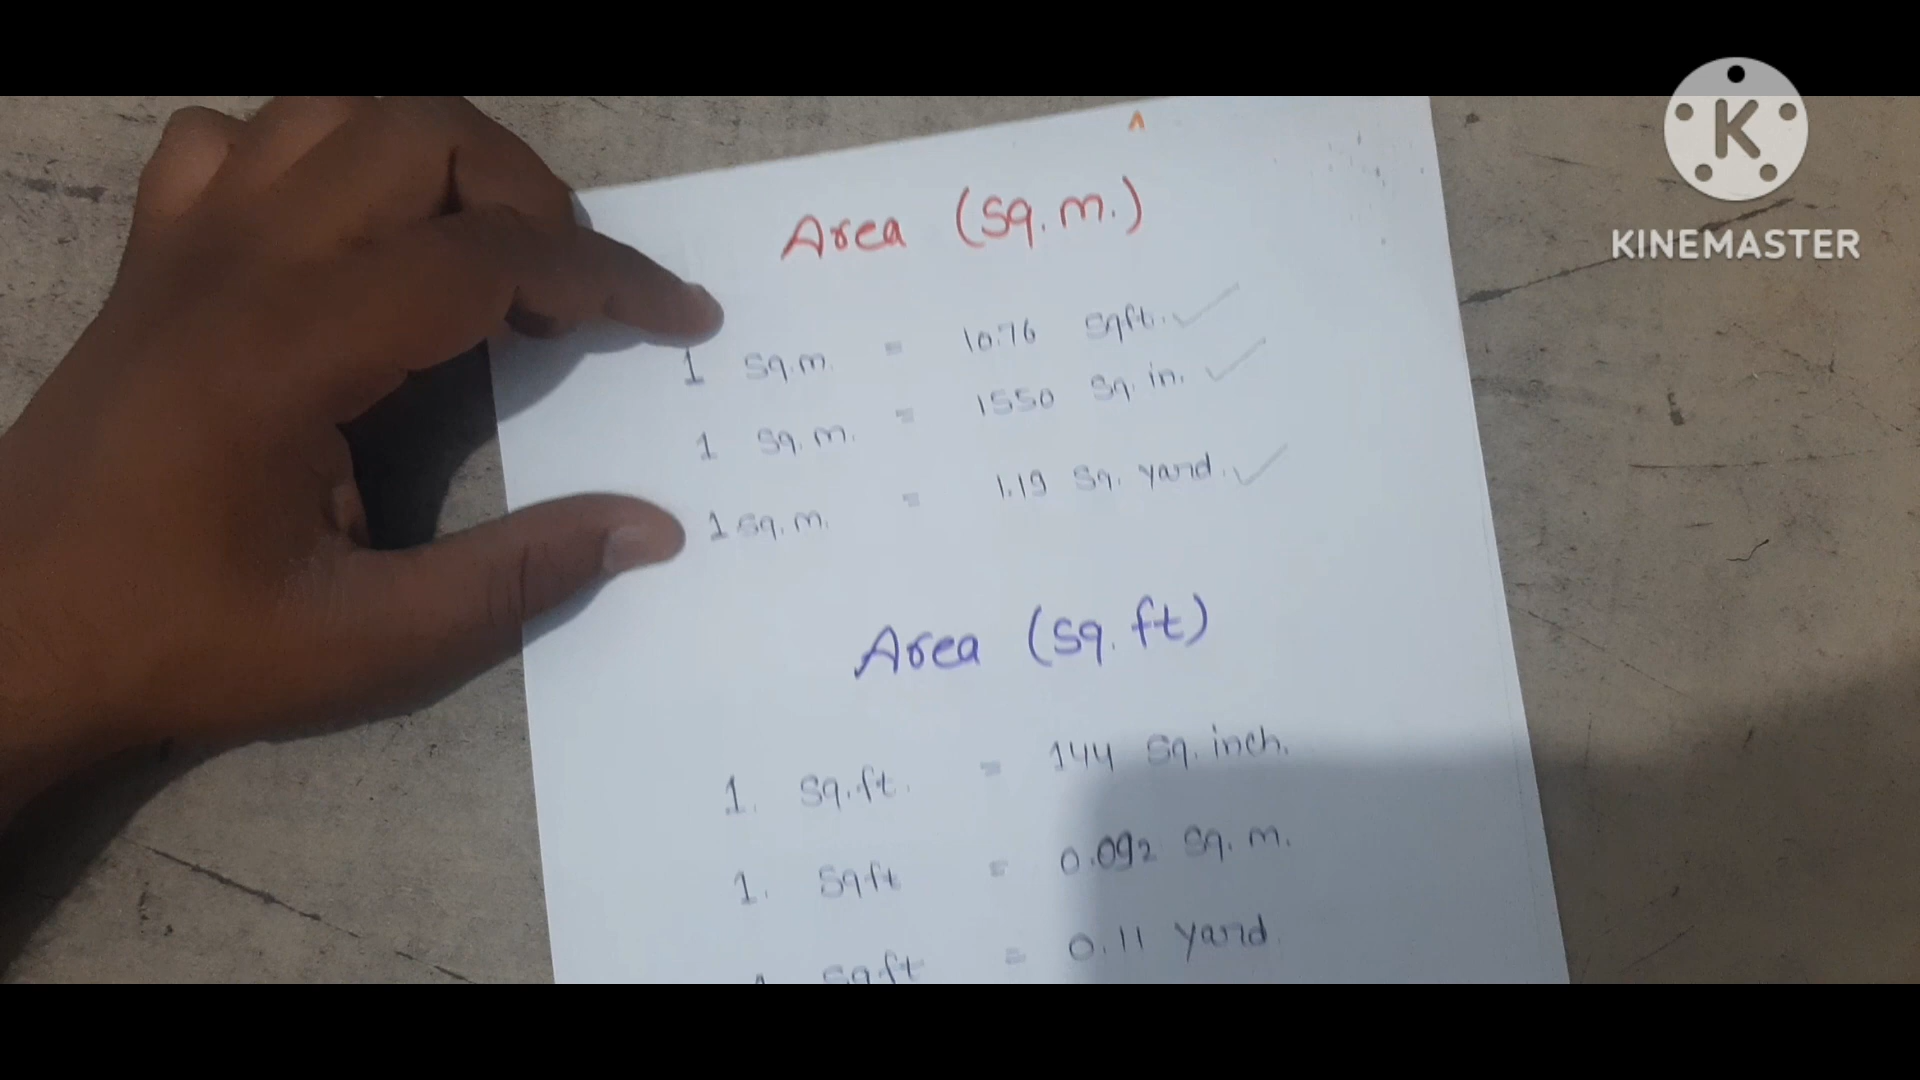 K
KINEMASTER
Area (sq.m.)
1 sq.m. = 10.76 sqft.
1 sq.m. = 1550 sq. in.
1 sq.m. = 1.19 sq. yard.
Area (sq. ft)
1. sq.ft. = 144 sq. inch.
1. sqft = 0.092 sq. m.
1 sqft = 0.11 yard.